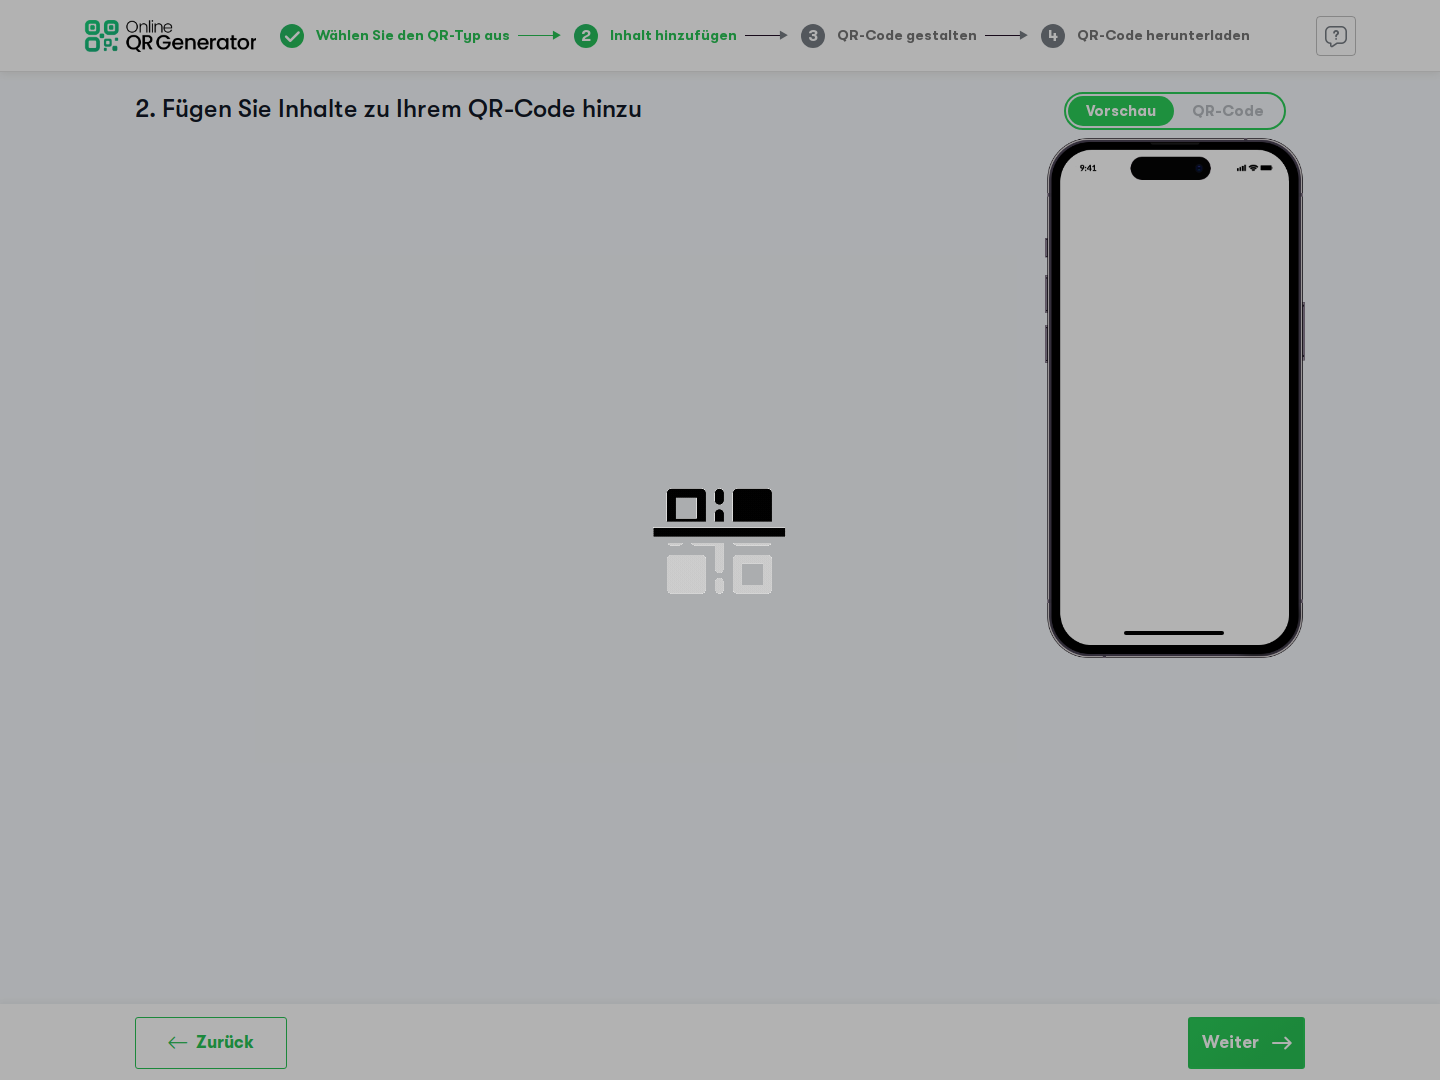 Online
QR Generator
Wählen Sie den QR-Typ aus
2 Inhalt hinzufügen
3 QR-Code gestalten
4 QR-Code herunterladen
2. Fügen Sie Inhalte zu Ihrem QR-Code hinzu
Vorschau QR-Code
9:41
Zurück
Weiter